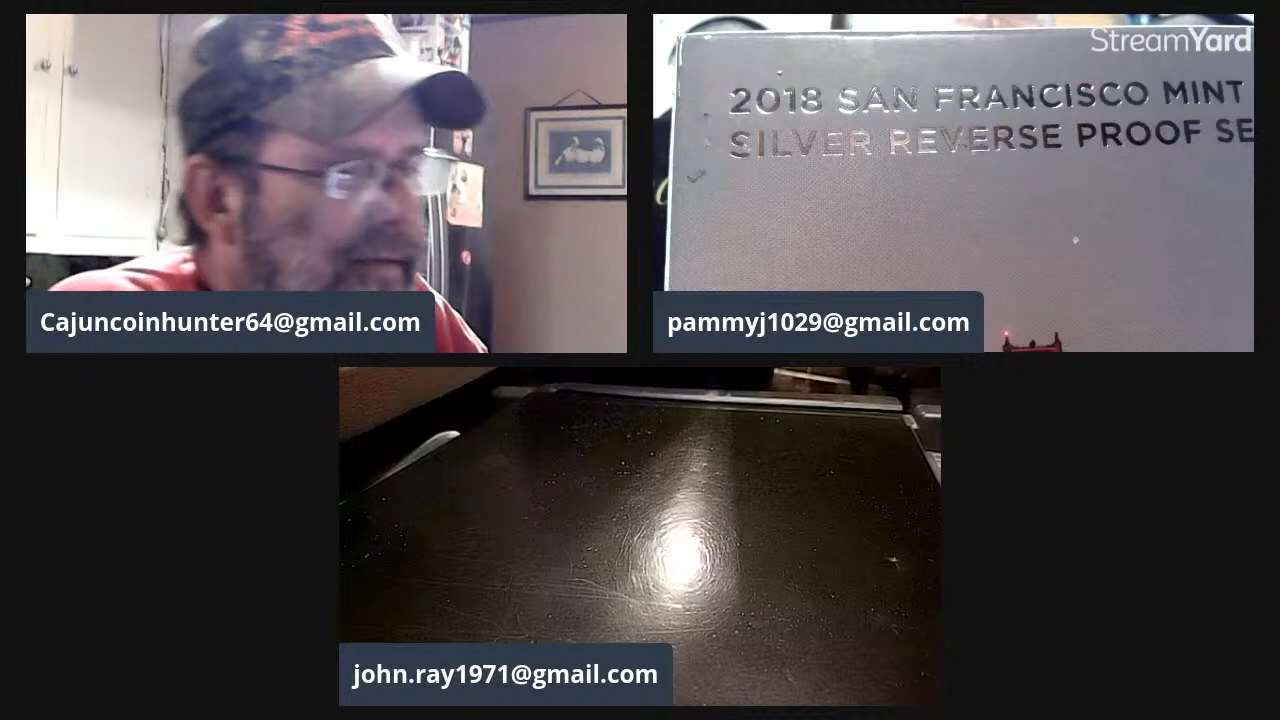 StreamYard
2018 SAN FRANCISCO MINT
SILVER REVERSE PROOF SE
Cajuncoinhunter64@gmail.com
pammyj1029@gmail.com
john.ray1971@gmail.com